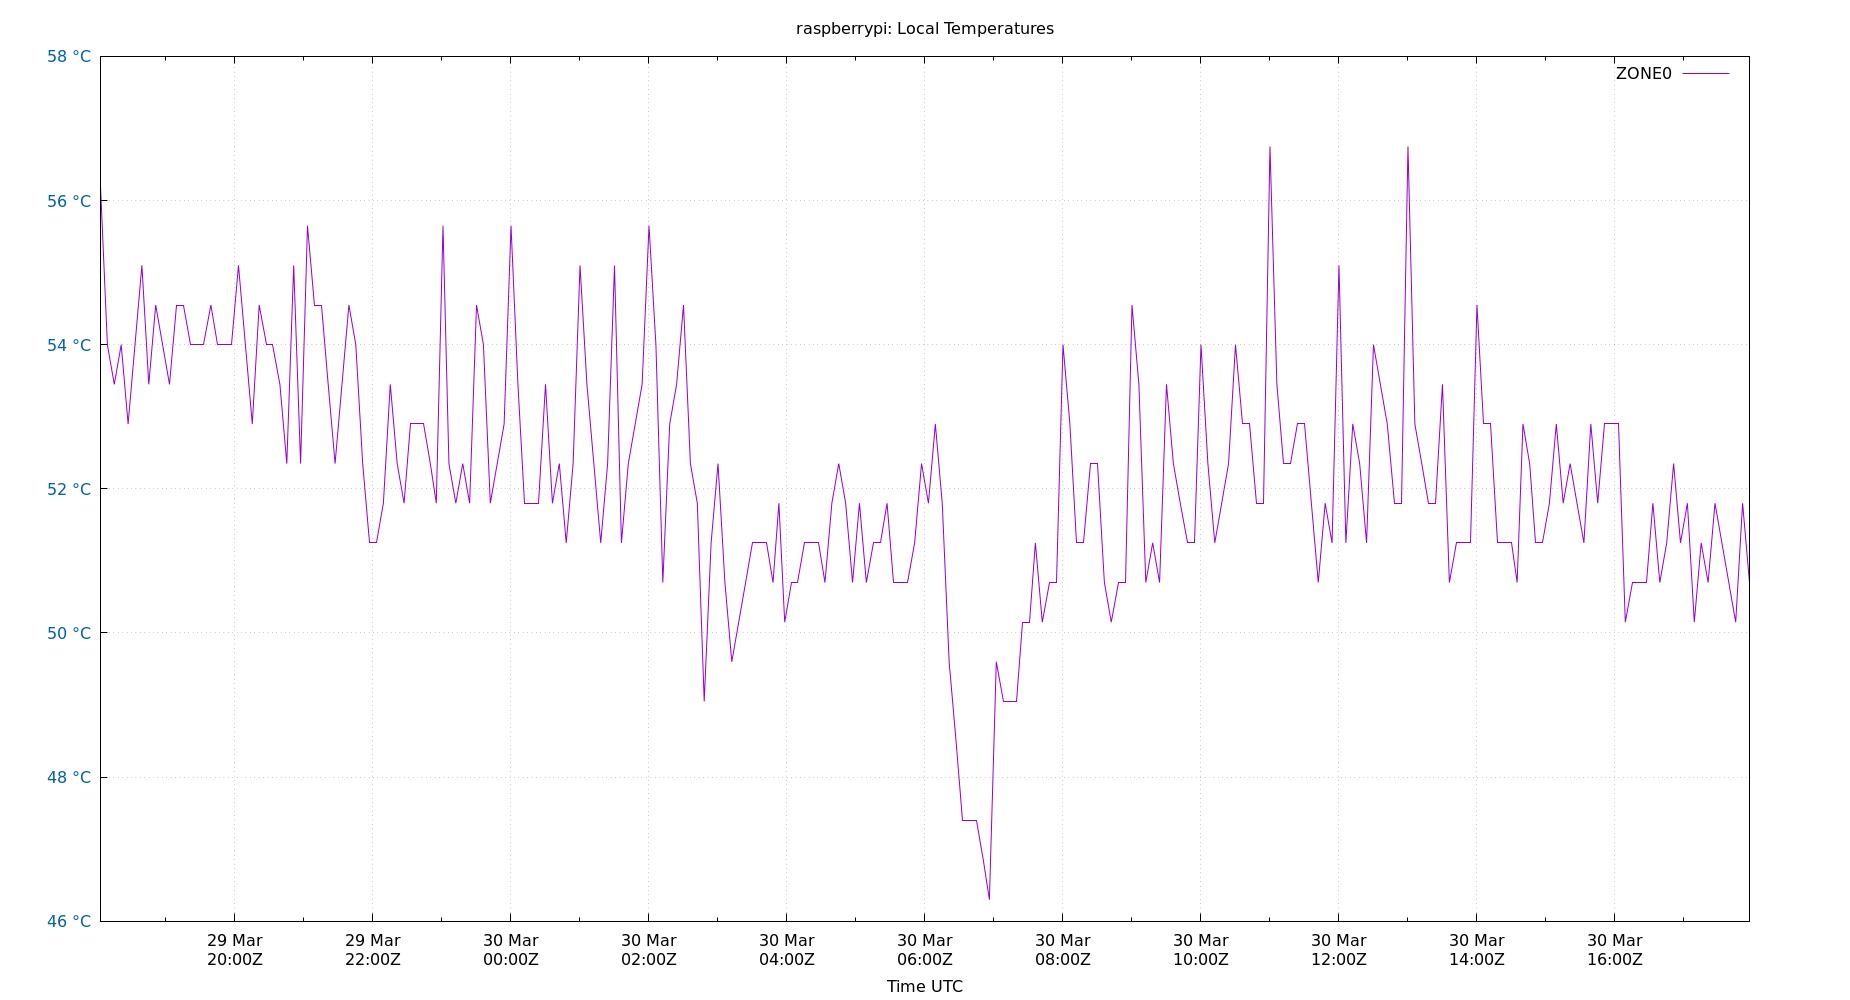 raspberrypi: Local Temperatures
ZONE0
58 °C
56 °C
54 °C
52 °C
50 °C
48 °C
46 °C
29 Mar 29 Mar 30 Mar 30 Mar 30 Mar 30 Mar 30 Mar 30 Mar 30 Mar 30 Mar 30 Mar
20:00Z 22:00Z 00:00Z 02:00Z 04:00Z 06:00Z 08:00Z 10:00Z 12:00Z 14:00Z 16:00Z
Time UTC